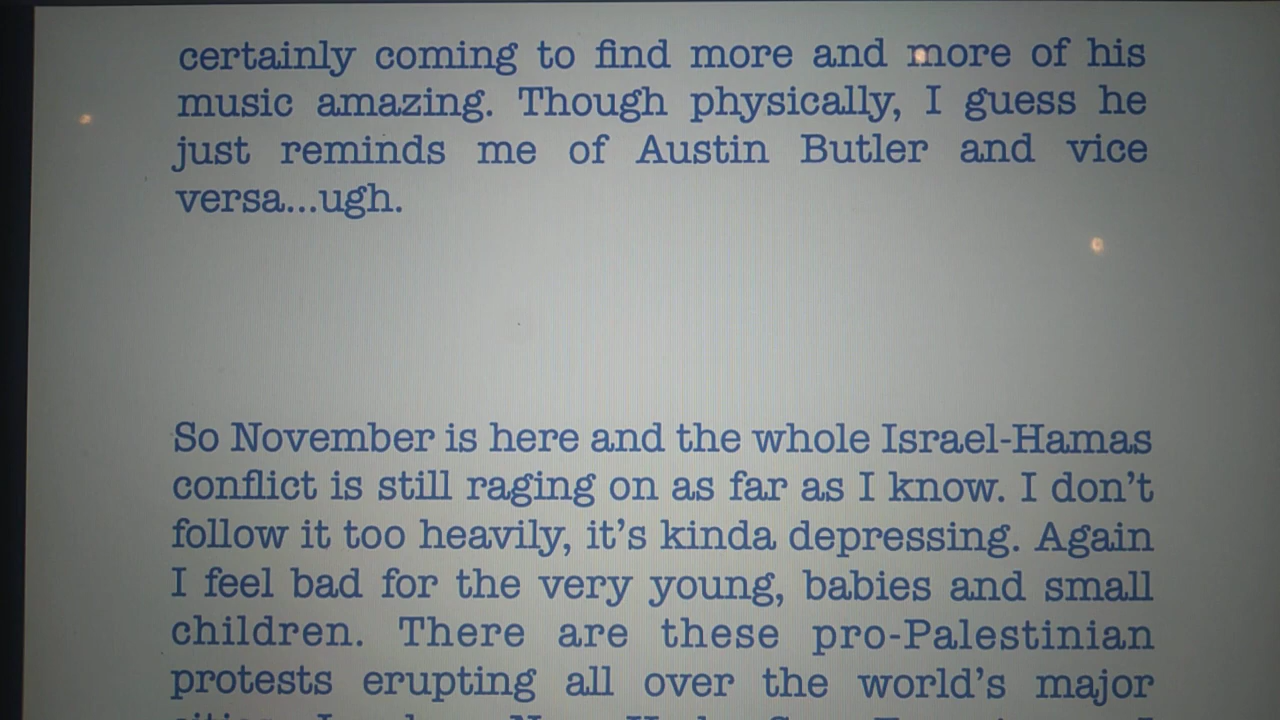 certainly coming to find more and more of his
music amazing. Though physically, I guess he
just reminds me of Austin Butler and vice
versa...ugh.
So November is here and the whole Israel-Hamas
conflict is still raging on as far as I know. I don't
follow it too heavily, it's kinda depressing. Again
I feel bad for the very young, babies and small
children. There are these pro-Palestinian
protests erupting all over the world's major